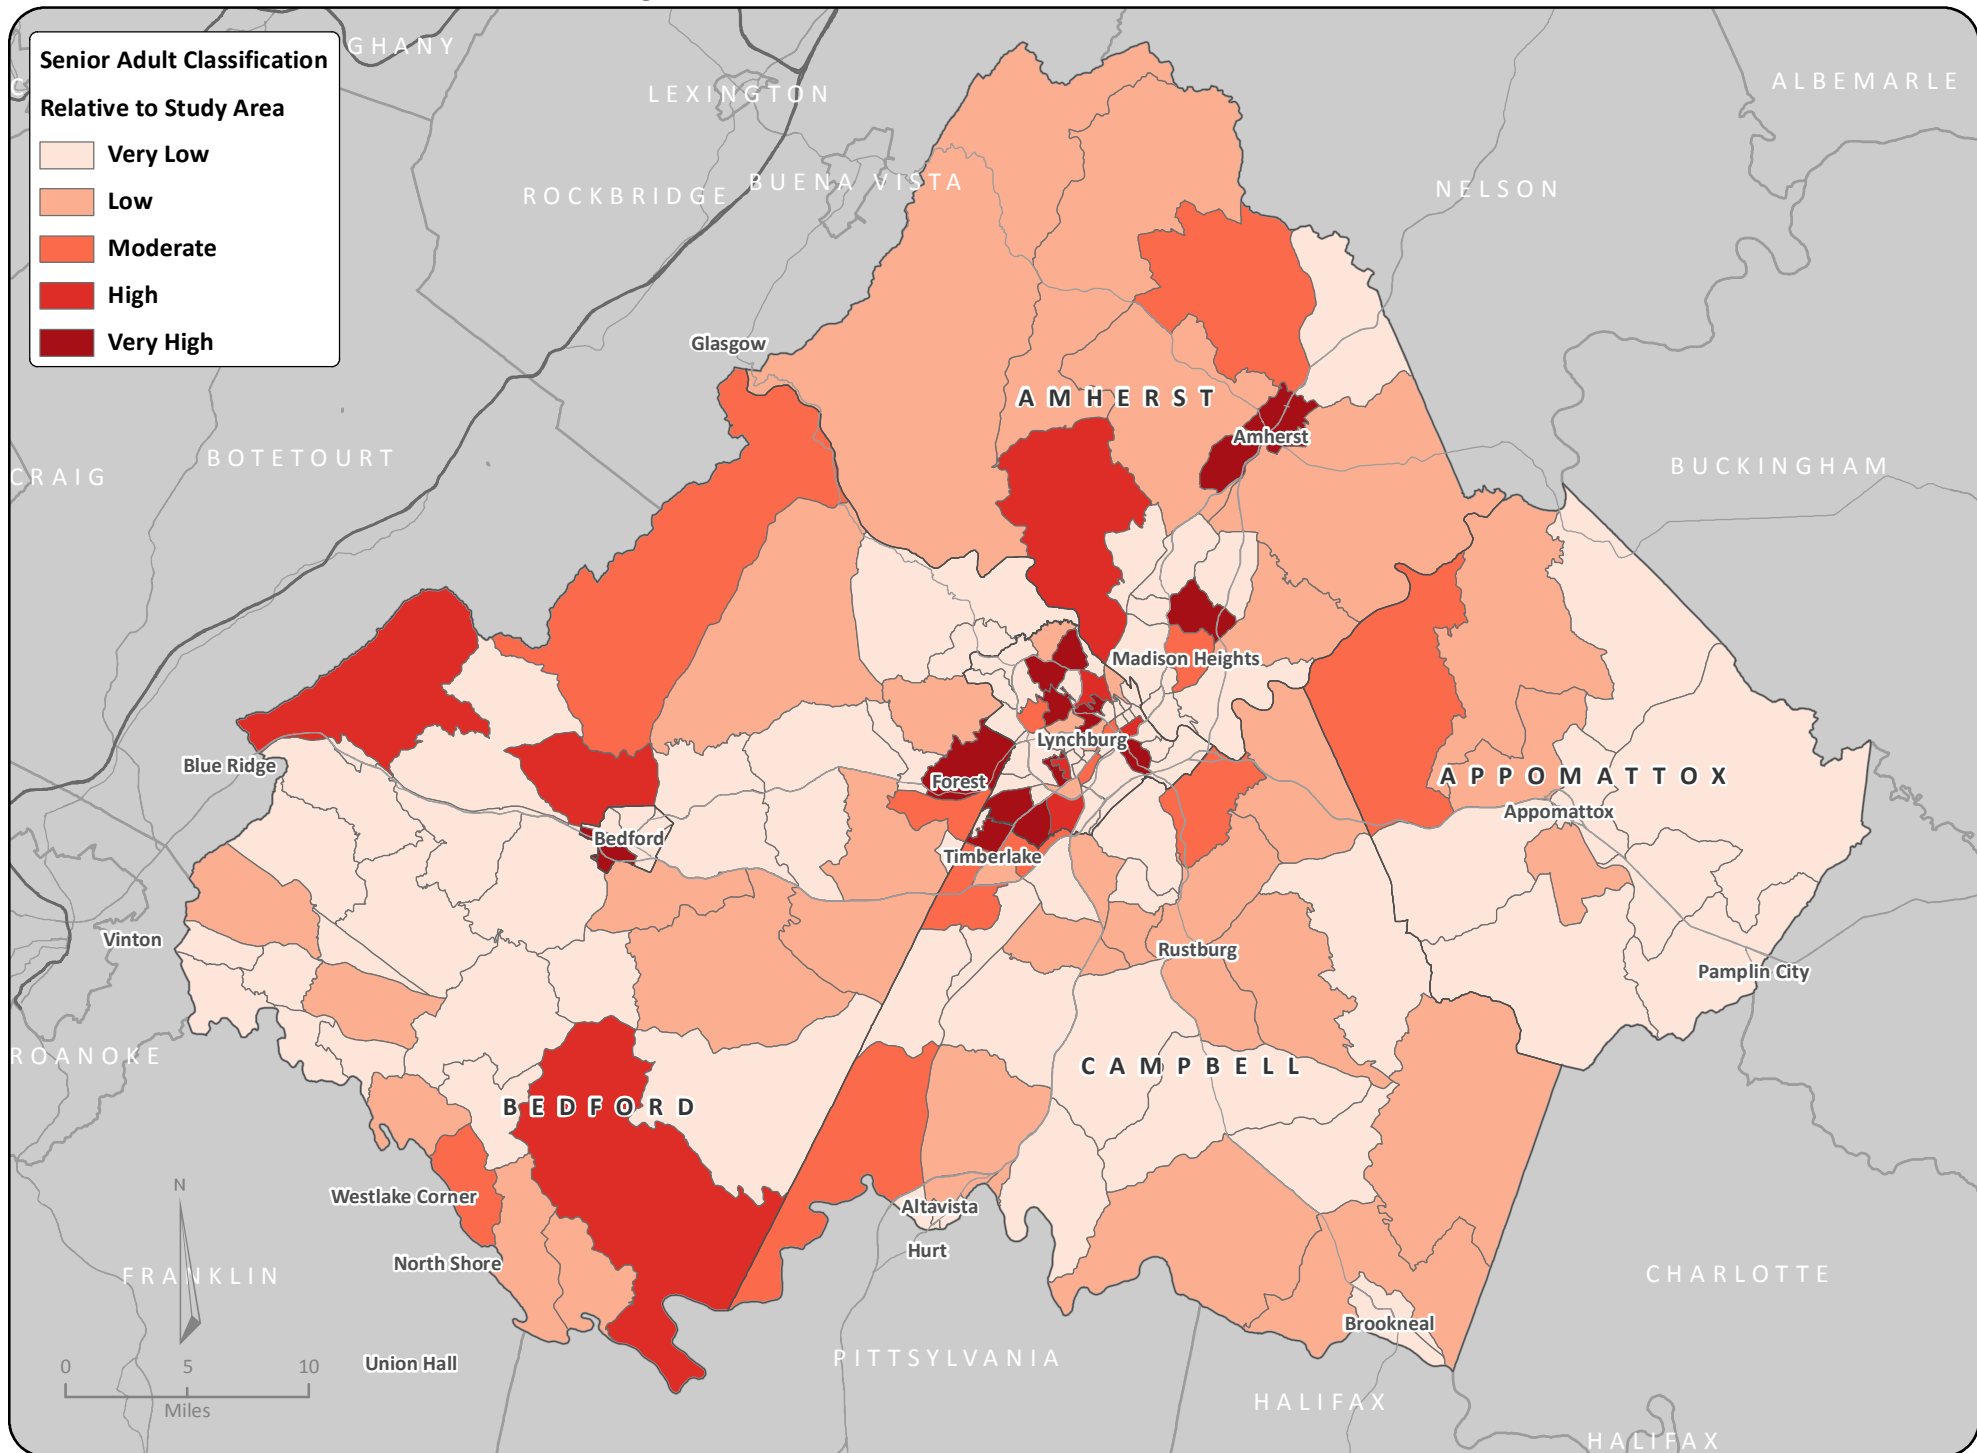 Senior Adult Classification
Relative to Study Area
Very Low
Low
Moderate
High
Very High
GHANY
C
LEXINGTON
ALBEMARLE
ROCKBRIDGE
BUENA VISTA
NELSON
Glasgow
AMHERST
Amherst
BOTETOURT
CRAIG
BUCKINGHAM
Madison Heights
Blue Ridge
Lynchburg
Forest
APPOMATTOX
Appomattox
Bedford
Timberlake
Vinton
Rustburg
Pamplin City
ROANOKE
CAMPBELL
BEDFORD
N
Westlake Corner
Altavista
Hurt
North Shore
FRANKLIN
CHARLOTTE
Brookneal
Union Hall
PITTSYLVANIA
0 5 10
Miles
HALIFAX
HALIFAX